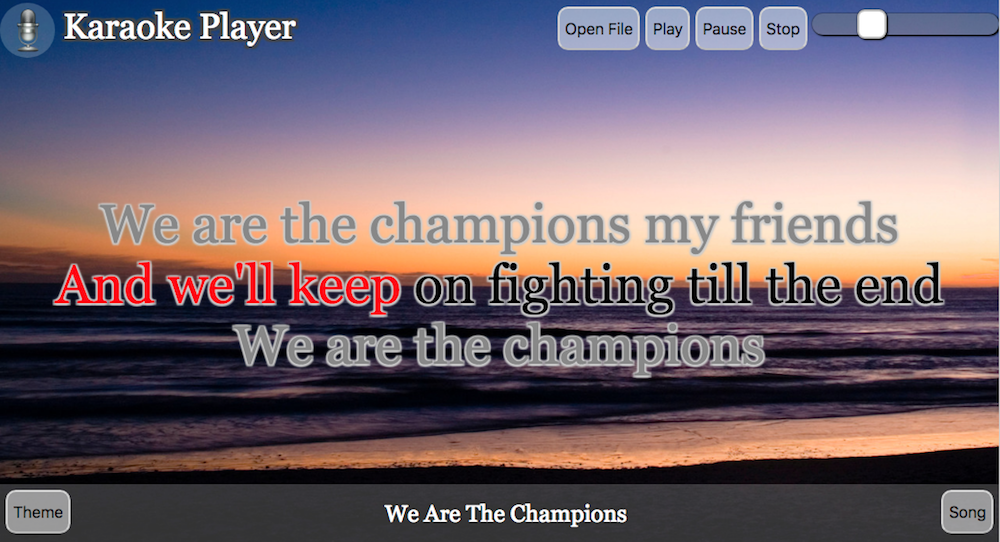 Karaoke Player
Open File
Play
Pause
Stop
We are the champions my friends
And we'll keep on fighting till the end
We are the champions
Theme
We Are The Champions
Song